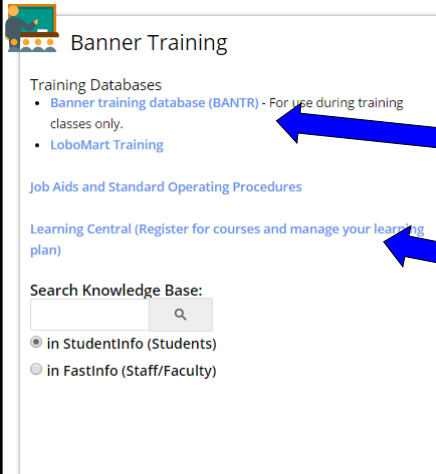 Banner Training
Training Databases
• Banner training database (BANTR) - For use during training
classes only.
• LoboMart Training
Job Aids and Standard Operating Procedures
Learning Central (Register for courses and manage your learning
plan)
Search Knowledge Base:
in StudentInfo (Students)
in FastInfo (Staff/Faculty)